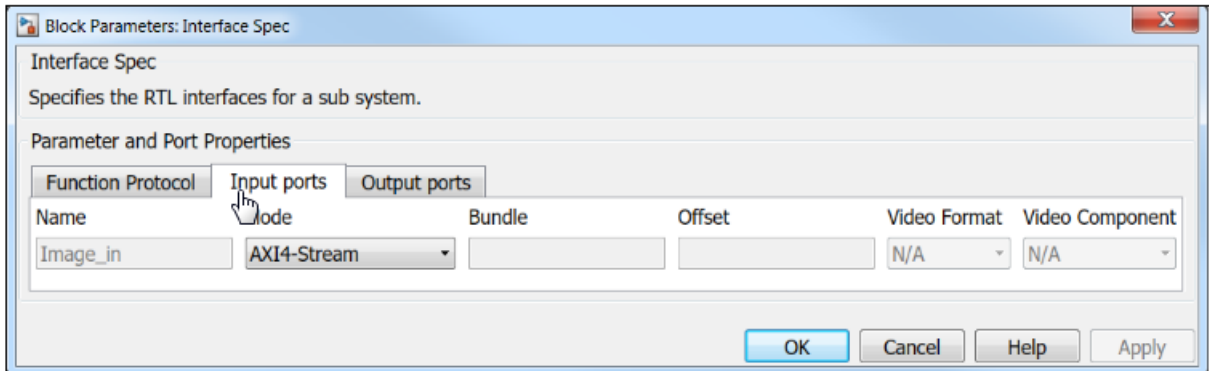 Block Parameters: Interface Spec
Interface Spec
Specifies the RTL interfaces for a sub system.
Parameter and Port Properties
Function Protocol Input ports Output ports
Name Mode Bundle Offset Video Format Video Component
Image_in AXI4-Stream N/A N/A
OK Cancel Help Apply